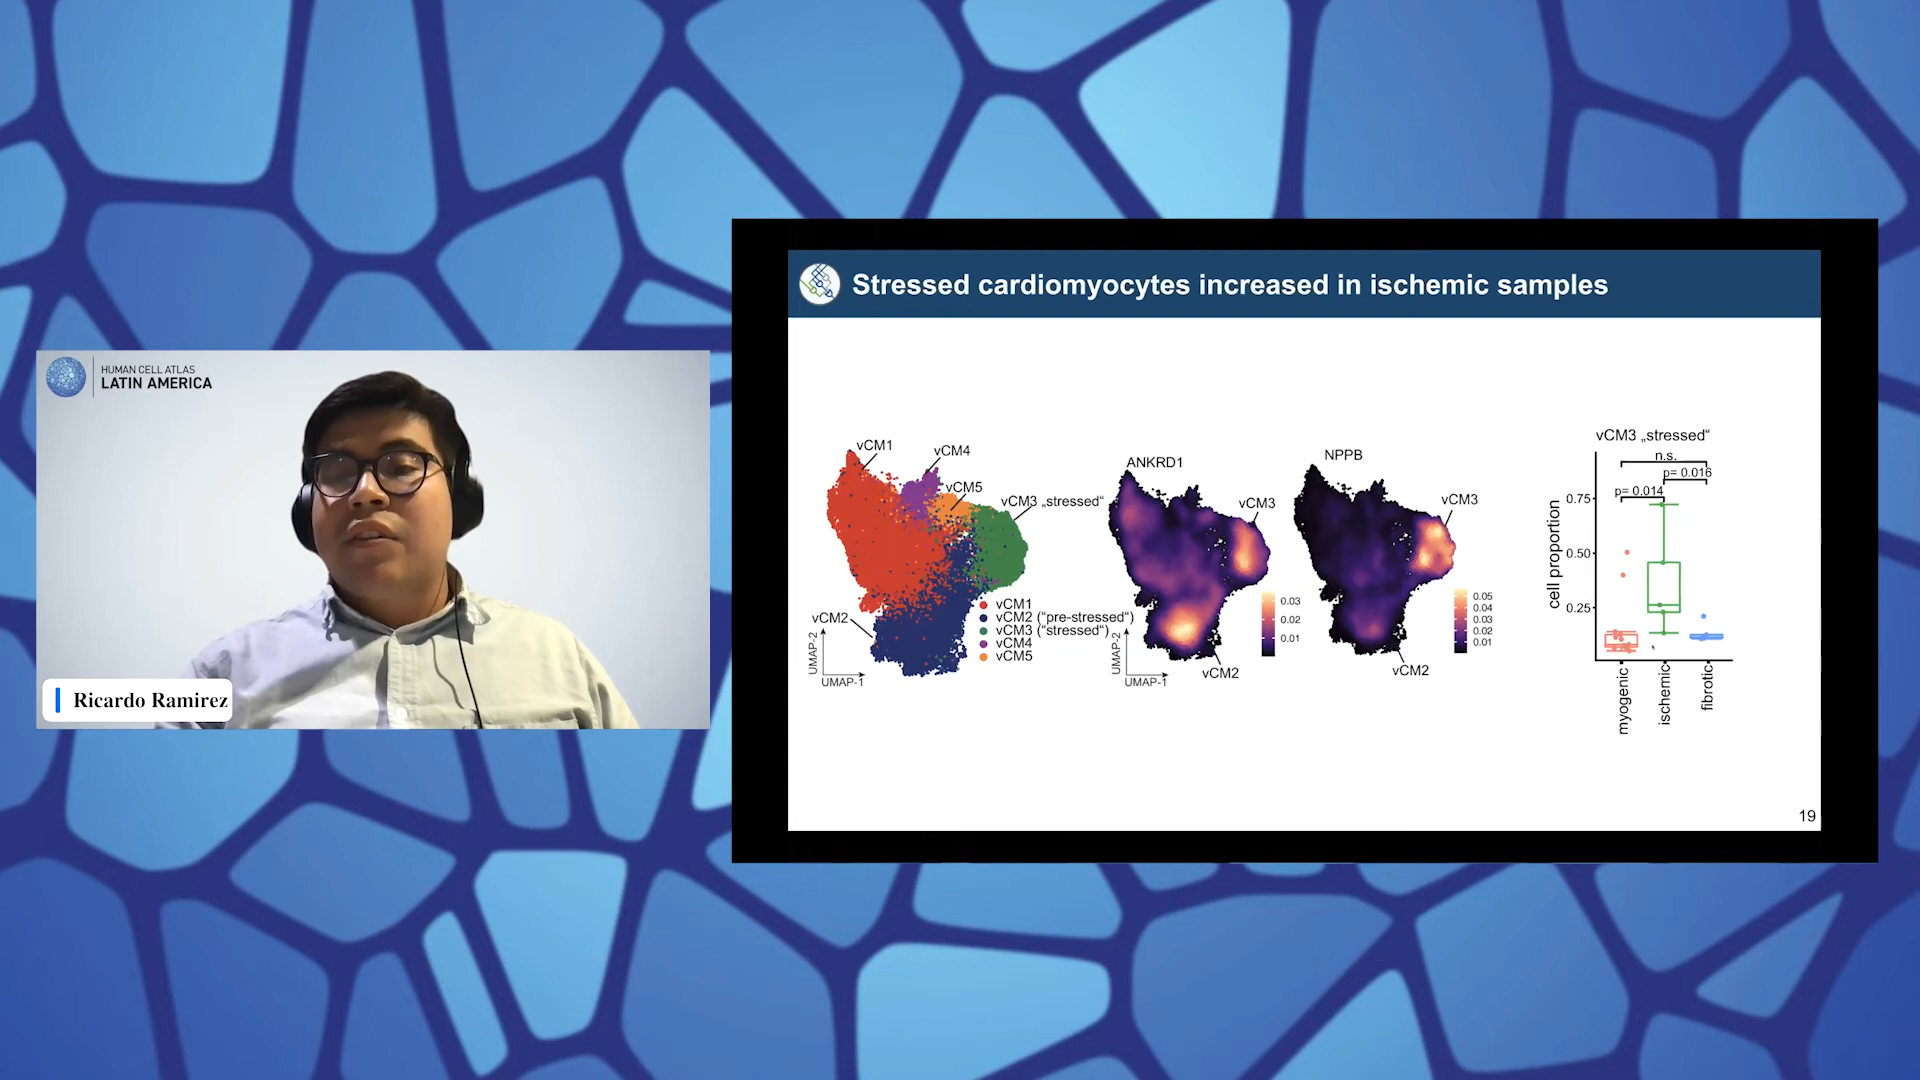 HUMAN CELL ATLAS
LATIN AMERICA
Ricardo Ramirez
Stressed cardiomyocytes increased in ischemic samples
vCM1
vCM4
vCM5
vCM3 „stressed“
vCM2
UMAP-2
UMAP-1
vCM1
vCM2 (“pre-stressed“)
vCM3 (“stressed“)
vCM4
vCM5
ANKRD1
vCM3
vCM2
0.03
0.02
0.01
UMAP-2
UMAP-1
NPPB
vCM3
vCM2
0.05
0.04
0.03
0.02
0.01
vCM3 „stressed“
n.s.
p= 0.016
p= 0.014
cell proportion
0.75
0.50
0.25
myogenic
ischemic
fibrotic
19